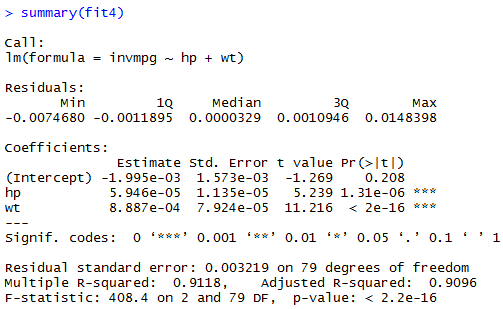 > summary(fit4)
Call:
lm(formula = invmpg ~ hp + wt)
Residuals:
Min 1Q Median 3Q Max
-0.0074680 -0.0011895 0.0000329 0.0010946 0.0148398
Coefficients:
Estimate Std. Error t value Pr(>|t|)
(Intercept) -1.995e-03 1.573e-03 -1.269 0.208
hp 5.946e-05 1.135e-05 5.239 1.31e-06 ***
wt 8.887e-04 7.924e-05 11.216 < 2e-16 ***
---
Signif. codes: 0 ‘***’ 0.001 ‘**’ 0.01 ‘*’ 0.05 ‘.’ 0.1 ‘ ’ 1
Residual standard error: 0.003219 on 79 degrees of freedom
Multiple R-squared: 0.9118, Adjusted R-squared: 0.9096
F-statistic: 408.4 on 2 and 79 DF, p-value: < 2.2e-16